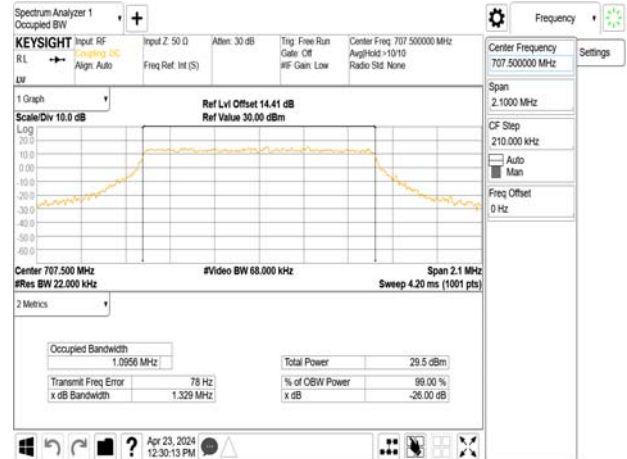 Spectrum Analyzer 1
Occupied BW
+
Frequency
KEYSIGHT Input: RF Input Z: 50 Ω Atten: 30 dB Trig: Free Run Center Freq: 707.500000 MHz
RL Coupling: DC Gate: Off Avg|Hold:>10/10
Align: Auto Freq Ref: Int (S) #IF Gain: Low Radio Std: None
Center Frequency
707.500000 MHz
Settings
Span
2.1000 MHz
CF Step
210.000 kHz
Auto
Man
Freq Offset
0 Hz
1 Graph
Ref Lvl Offset 14.41 dB
Scale/Div 10.0 dB Ref Value 30.00 dBm
Log
20.0
10.0
0.00
-10.0
-20.0
-30.0
-40.0
-50.0
-60.0
Center 707.500 MHz #Video BW 68.000 kHz Span 2.1 MHz
#Res BW 22.000 kHz Sweep 4.20 ms (1001 pts)
2 Metrics
Occupied Bandwidth
1.0956 MHz
Total Power 29.5 dBm
Transmit Freq Error 78 Hz
% of OBW Power 99.00 %
x dB Bandwidth 1.329 MHz
x dB -26.00 dB
?
Apr 23, 2024
12:30:13 PM